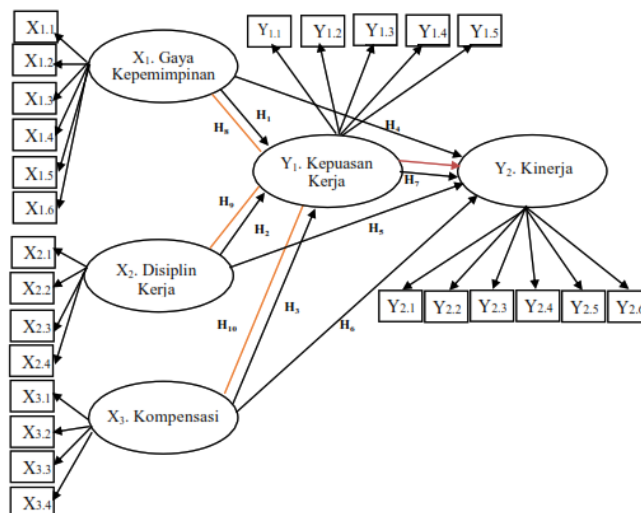 X1.1
X1.2
X1.3
X1.4
X1.5
X1.6
X1. Gaya
Kepemimpinan
Y1.1
Y1.2
Y1.3
Y1.4
Y1.5
H1
H8
H4
Y1. Kepuasan
Kerja
H7
Y2. Kinerja
H9
H2
H5
X2.1
X2.2
X2.3
X2.4
X2. Disiplin
Kerja
Y2.1
Y2.2
Y2.3
Y2.4
Y2.5
Y2.6
H10
H3
H6
X3.1
X3.2
X3.3
X3.4
X3. Kompensasi